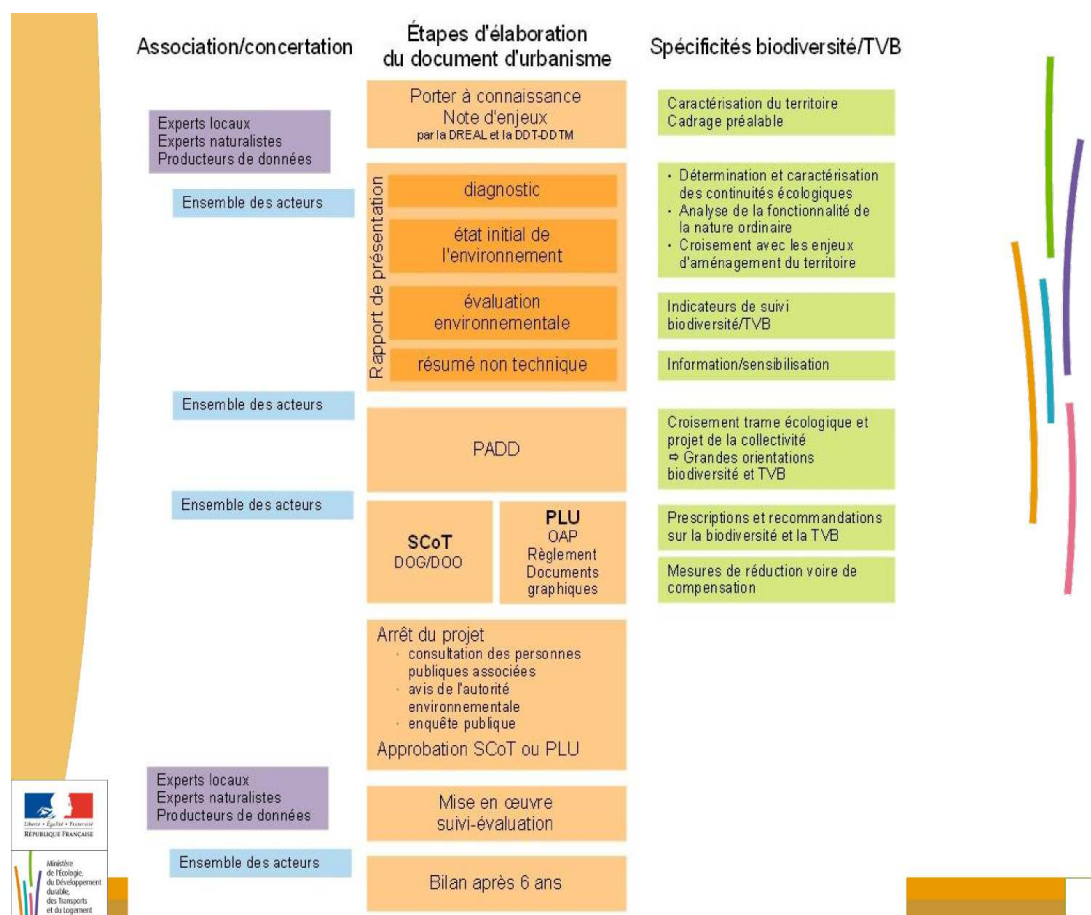 Association/concertation
Étapes d'élaboration
du document d'urbanisme
Spécificités biodiversité/TVB
Experts locaux
Experts naturalistes
Producteurs de données
Ensemble des acteurs
Ensemble des acteurs
Ensemble des acteurs
Experts locaux
Experts naturalistes
Producteurs de données
Ensemble des acteurs
Porter à connaissance
Note d'enjeux
par la DREAL et la DDT-DDTM
Rapport de présentation
diagnostic
état initial de
l'environnement
évaluation
environnementale
résumé non technique
PADD
SCoT
DOG/DOO
PLU
OAP
Règlement
Documents
graphiques
Arrêt du projet
· consultation des personnes
publiques associées
· avis de l'autorité
environnementale
· enquête publique
Approbation SCoT ou PLU
Mise en œuvre
suivi-évaluation
Bilan après 6 ans
Caractérisation du territoire
Cadrage préalable
• Détermination et caractérisation
des continuités écologiques
• Analyse de la fonctionnalité de
la nature ordinaire
• Croisement avec les enjeux
d'aménagement du territoire
Indicateurs de suivi
biodiversité/TVB
Information/sensibilisation
Croisement trame écologique et
projet de la collectivité
⇨ Grandes orientations
biodiversité et TVB
Prescriptions et recommandations
sur la biodiversité et la TVB
Mesures de réduction voire de
compensation
Liberté • Égalité • Fraternité
RÉPUBLIQUE FRANÇAISE
Ministère
de l'Écologie,
du Développement
durable,
des Transports
et du Logement